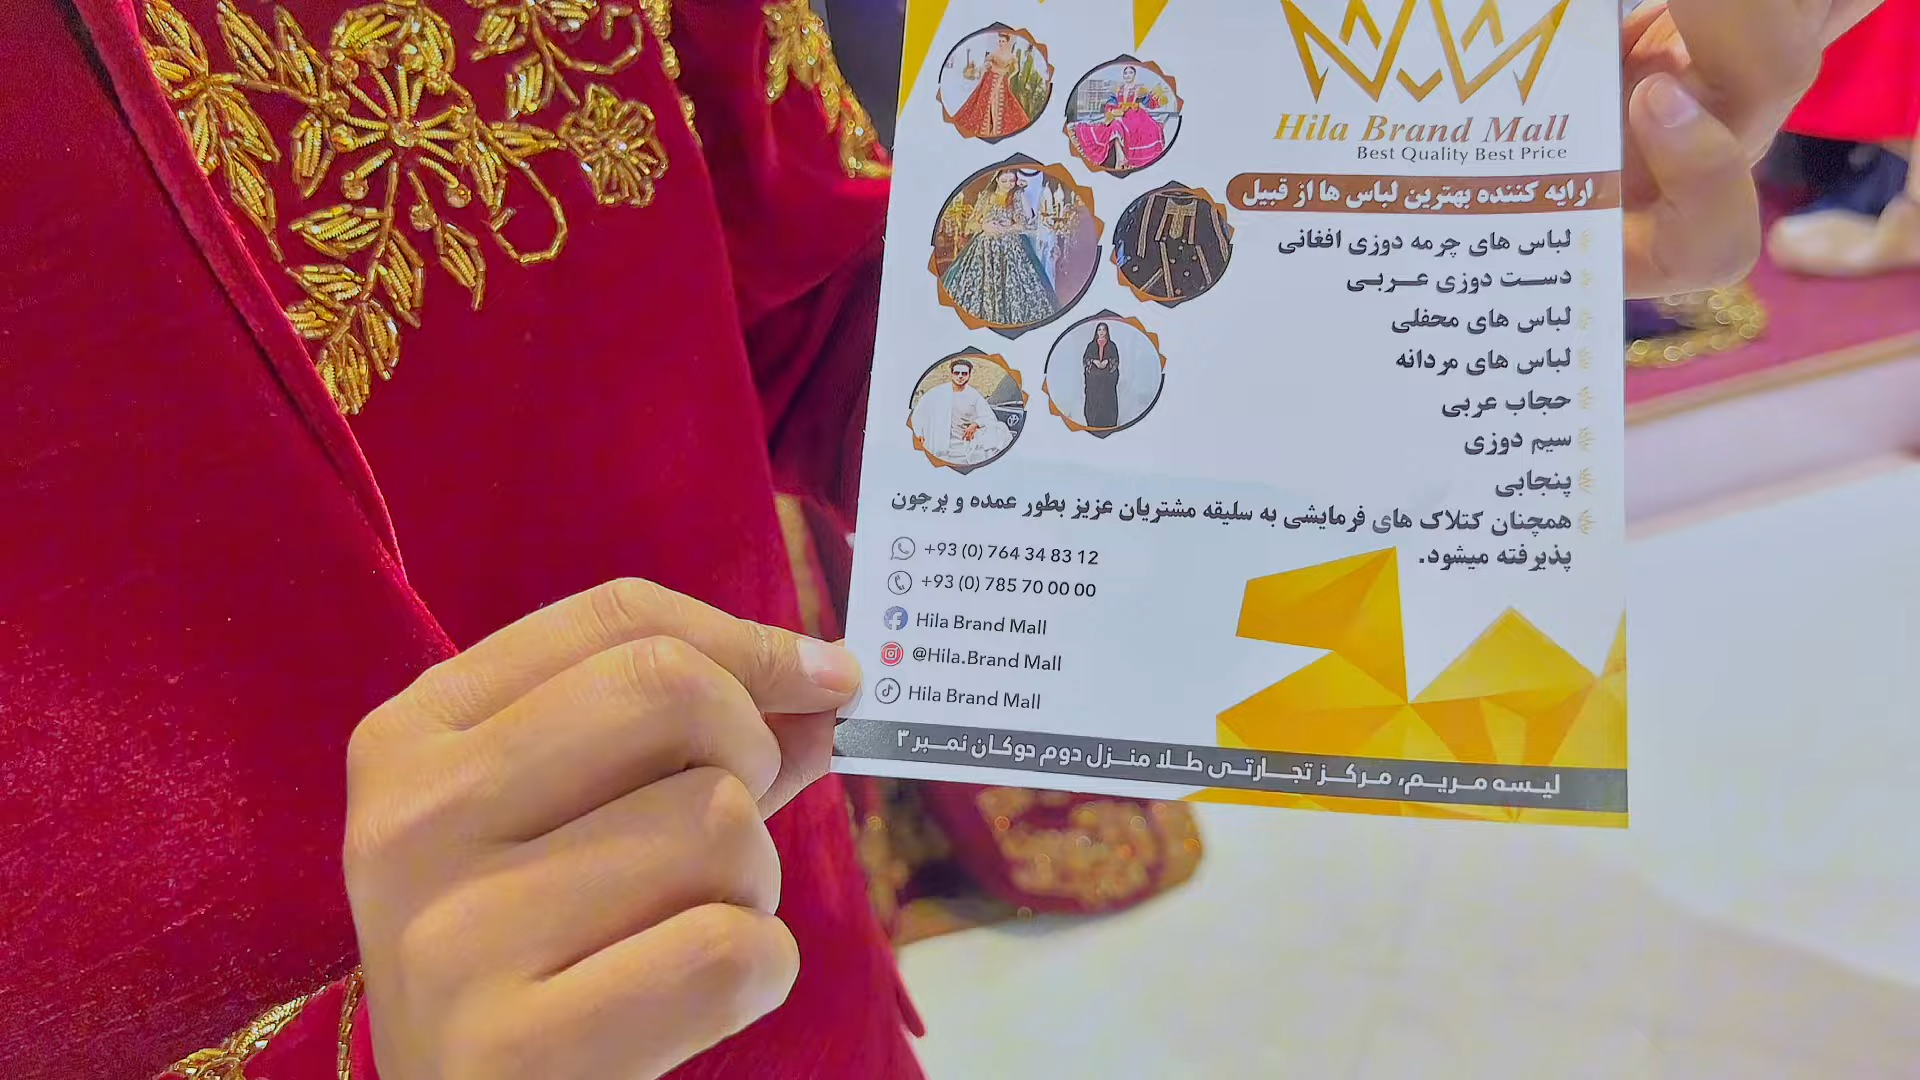 Hila Brand Mall
Best Quality Best Price
ارایه کننده بهترین لباس ها از قبیل
لباس های چرمه دوزی افغانی
دست دوزی عربی
لباس های محفلی
لباس های مردانه
حجاب عربی
سیم دوزی
پنجابی
همچنان کتلاک های فرمایشی به سلیقه مشتریان عزیز بطور عمده و پرچون
پذیرفته میشود.
+93 (0) 764 34 83 12
+93 (0) 785 70 00 00
Hila Brand Mall
@Hila.Brand Mall
Hila Brand Mall
لیسه مریم، مرکز تجارتی طلا منزل دوم دوکان نمبر ۳